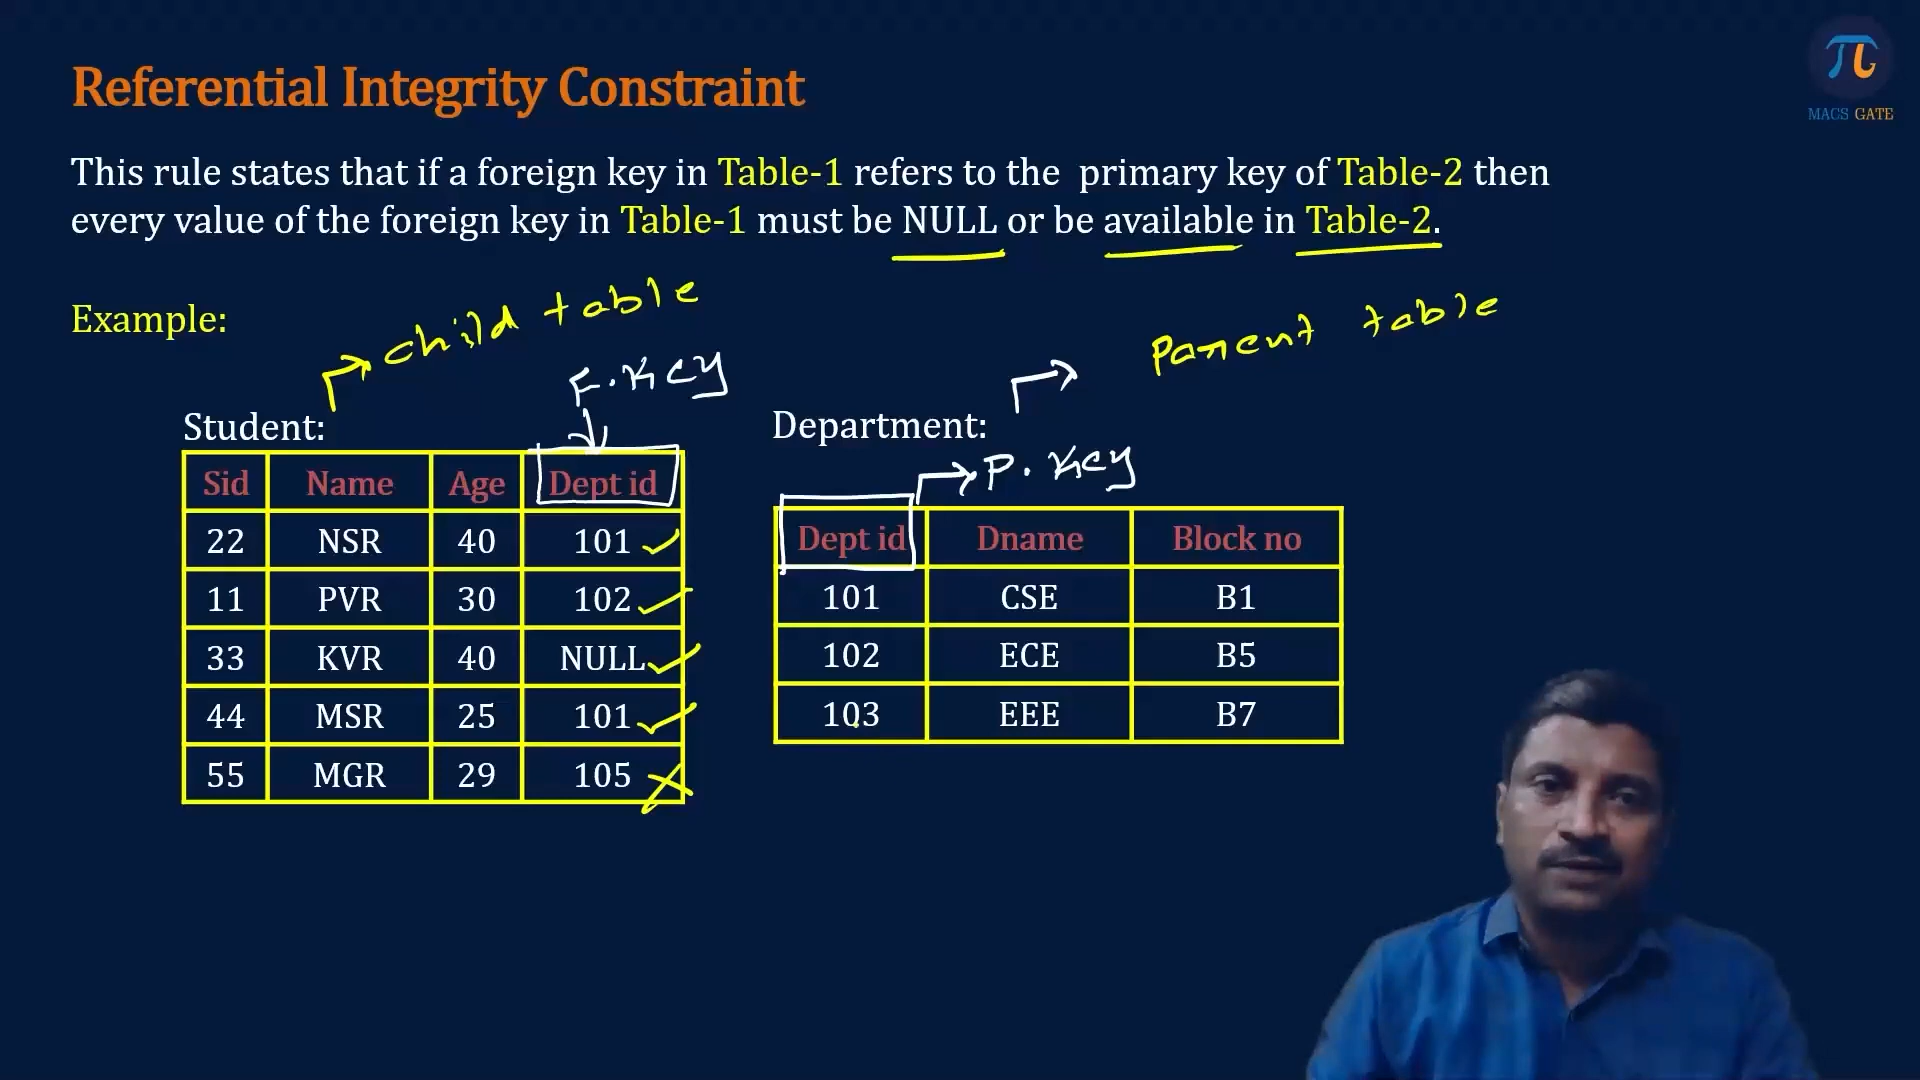 Referential Integrity Constraint
MACS GATE
This rule states that if a foreign key in Table-1 refers to the primary key of Table-2 then
every value of the foreign key in Table-1 must be NULL or be available in Table-2.
Example:
child table
Parent table
F.Key
Student:
Department:
P.Key
Sid Name Age Dept id
22 NSR 40 101
11 PVR 30 102
33 KVR 40 NULL
44 MSR 25 101
55 MGR 29 105
Dept id Dname Block no
101 CSE B1
102 ECE B5
103 EEE B7